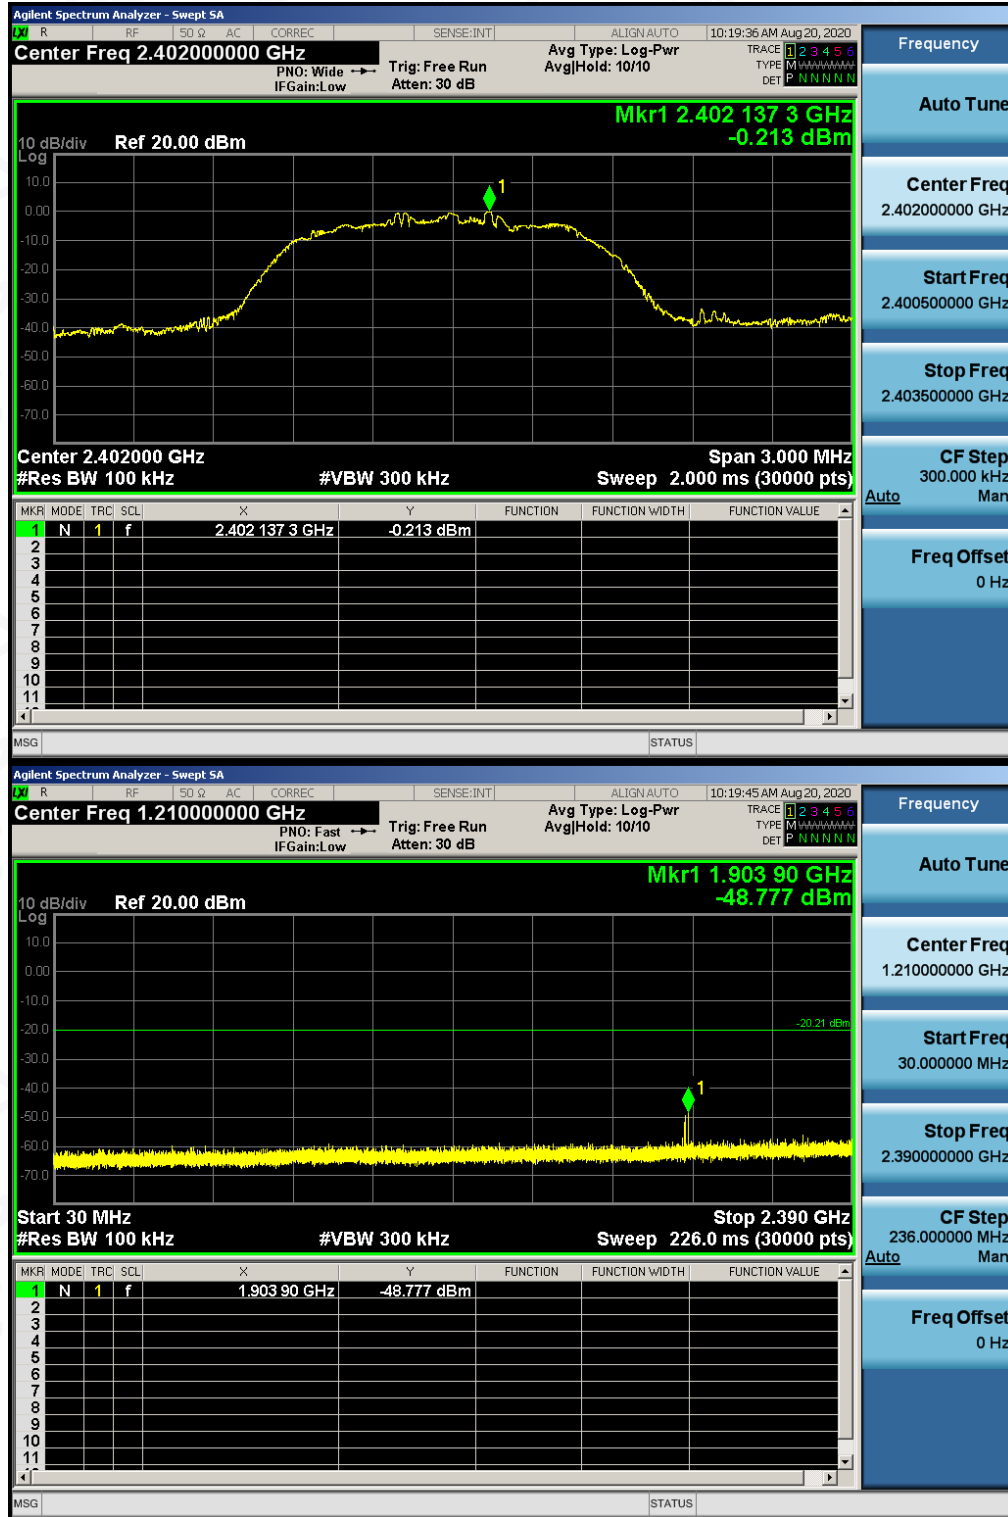 Agilent Spectrum Analyzer - Swept SA
LXI R RF 50 Ω AC CORREC SENSE:INT ALIGN AUTO 10:19:36 AM Aug 20, 2020
Center Freq 2.402000000 GHz
PNO: Wide
IFGain:Low
Trig: Free Run
Atten: 30 dB
Avg Type: Log-Pwr
Avg|Hold: 10/10
TRACE 1 2 3 4 5 6
TYPE M WWWWW
DET P N N N N N
Mkr1 2.402 137 3 GHz
-0.213 dBm
10 dB/div Ref 20.00 dBm
Log
10.0
0.00
-10.0
-20.0
-30.0
-40.0
-50.0
-60.0
-70.0
1
Center 2.402000 GHz Span 3.000 MHz
#Res BW 100 kHz #VBW 300 kHz Sweep 2.000 ms (30000 pts)
MKR MODE TRC SCL X Y FUNCTION FUNCTION WIDTH FUNCTION VALUE
1 N 1 f 2.402 137 3 GHz -0.213 dBm
2
3
4
5
6
7
8
9
10
11
MSG STATUS
Frequency
Auto Tune
Center Freq
2.402000000 GHz
Start Freq
2.400500000 GHz
Stop Freq
2.403500000 GHz
CF Step
300.000 kHz
Auto Man
Freq Offset
0 Hz
Agilent Spectrum Analyzer - Swept SA
LXI R RF 50 Ω AC CORREC SENSE:INT ALIGN AUTO 10:19:45 AM Aug 20, 2020
Center Freq 1.210000000 GHz
PNO: Fast
IFGain:Low
Trig: Free Run
Atten: 30 dB
Avg Type: Log-Pwr
Avg|Hold: 10/10
TRACE 1 2 3 4 5 6
TYPE M WWWWW
DET P N N N N N
Mkr1 1.903 90 GHz
-48.777 dBm
10 dB/div Ref 20.00 dBm
Log
10.0
0.00
-10.0
-20.0
-30.0
-40.0
-50.0
-60.0
-70.0
-20.21 dBm
1
Start 30 MHz Stop 2.390 GHz
#Res BW 100 kHz #VBW 300 kHz Sweep 226.0 ms (30000 pts)
MKR MODE TRC SCL X Y FUNCTION FUNCTION WIDTH FUNCTION VALUE
1 N 1 f 1.903 90 GHz -48.777 dBm
2
3
4
5
6
7
8
9
10
11
MSG STATUS
Frequency
Auto Tune
Center Freq
1.210000000 GHz
Start Freq
30.000000 MHz
Stop Freq
2.390000000 GHz
CF Step
236.000000 MHz
Auto Man
Freq Offset
0 Hz